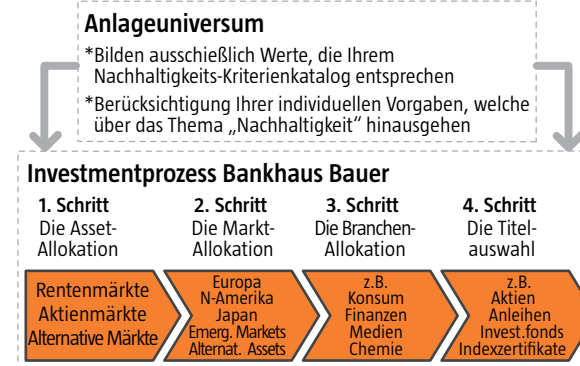 Anlageuniversum
*Bilden ausschießlich Werte, die Ihrem
Nachhaltigkeits-Kriterienkatalog entsprechen
*Berücksichtigung Ihrer individuellen Vorgaben, welche
über das Thema „Nachhaltigkeit“ hinausgehen
Investmentprozess Bankhaus Bauer
1. Schritt
Die Asset-
Allokation
Rentenmärkte
Aktienmärkte
Alternative Märkte
2. Schritt
Die Markt-
Allokation
Europa
N-Amerika
Japan
Emerg. Markets
Alternat. Assets
3. Schritt
Die Branchen-
Allokation
z.B.
Konsum
Finanzen
Medien
Chemie
4. Schritt
Die Titel-
auswahl
z.B.
Aktien
Anleihen
Invest.fonds
Indexzertifikate